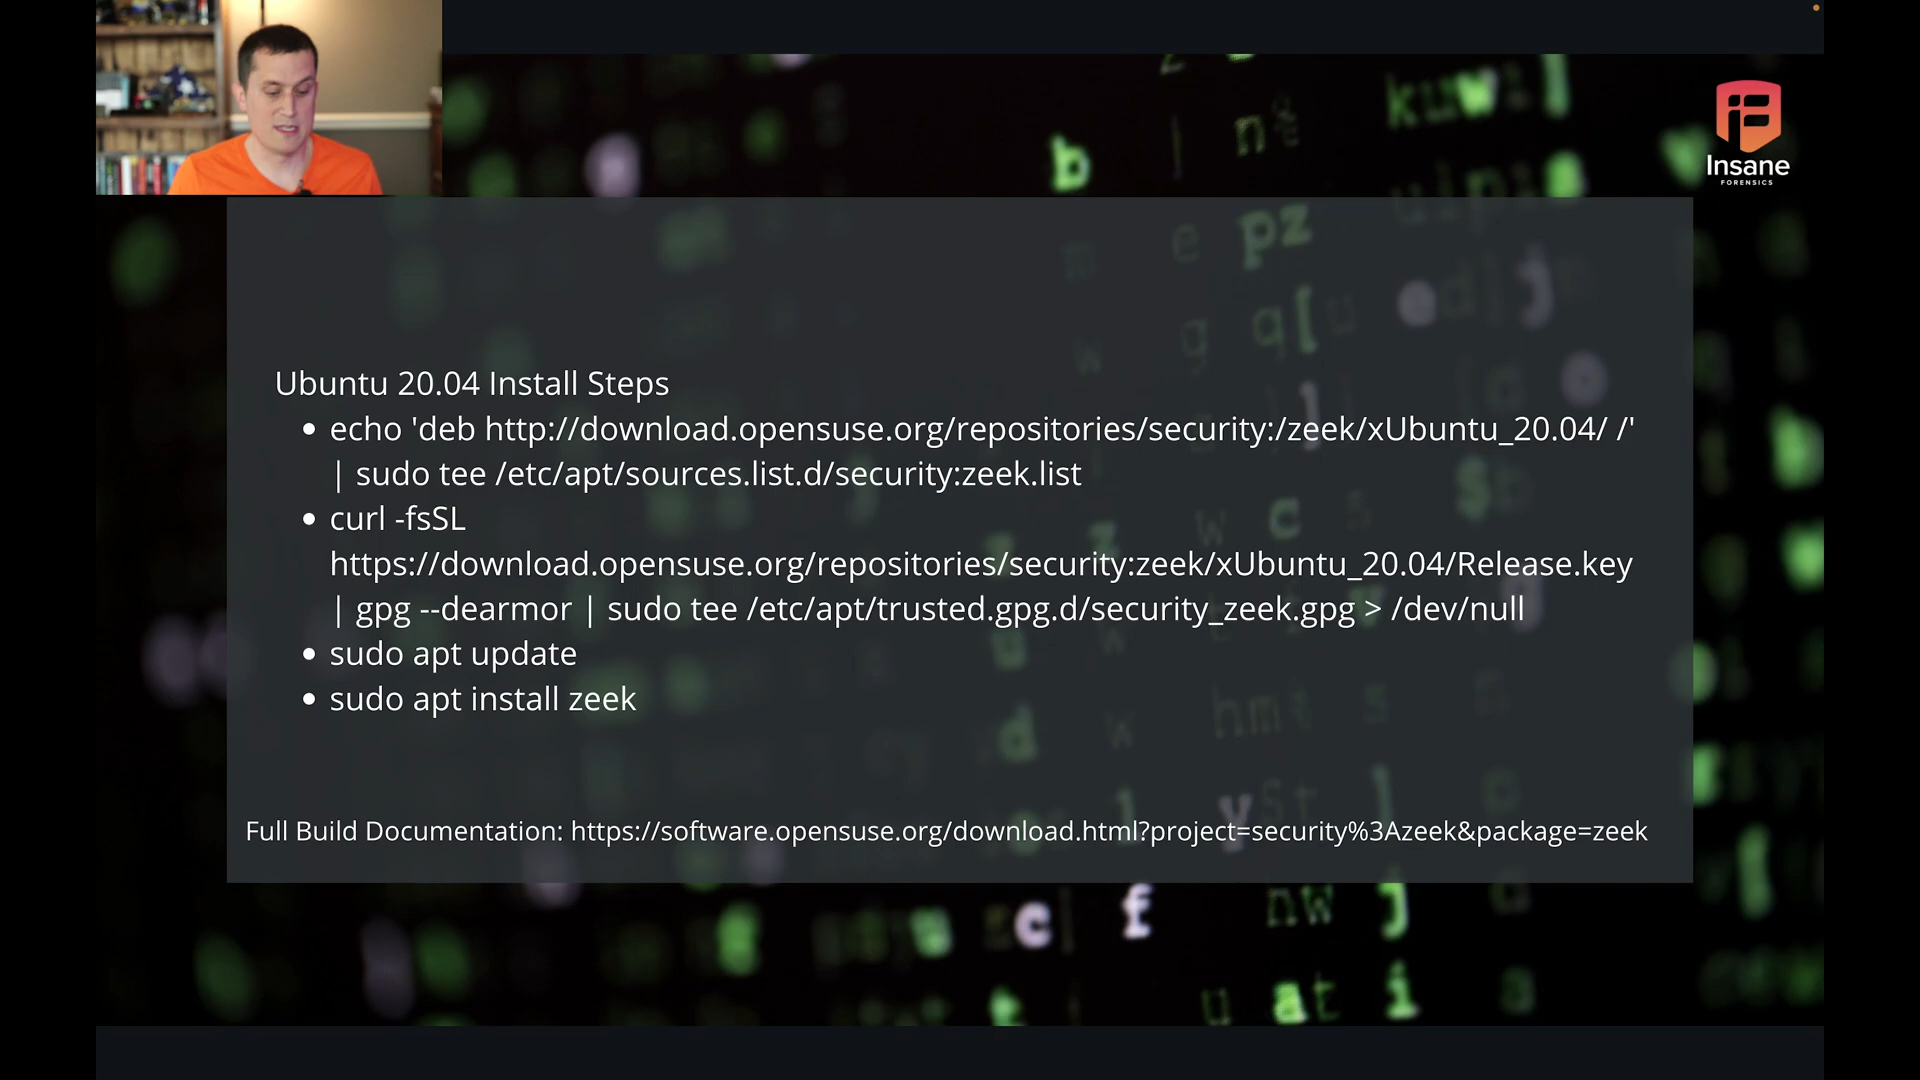 Insane
FORENSICS
Ubuntu 20.04 Install Steps
• echo 'deb http://download.opensuse.org/repositories/security:/zeek/xUbuntu_20.04/ /'
| sudo tee /etc/apt/sources.list.d/security:zeek.list
• curl -fsSL
https://download.opensuse.org/repositories/security:zeek/xUbuntu_20.04/Release.key
| gpg --dearmor | sudo tee /etc/apt/trusted.gpg.d/security_zeek.gpg > /dev/null
• sudo apt update
• sudo apt install zeek
Full Build Documentation: https://software.opensuse.org/download.html?project=security%3Azeek&package=zeek